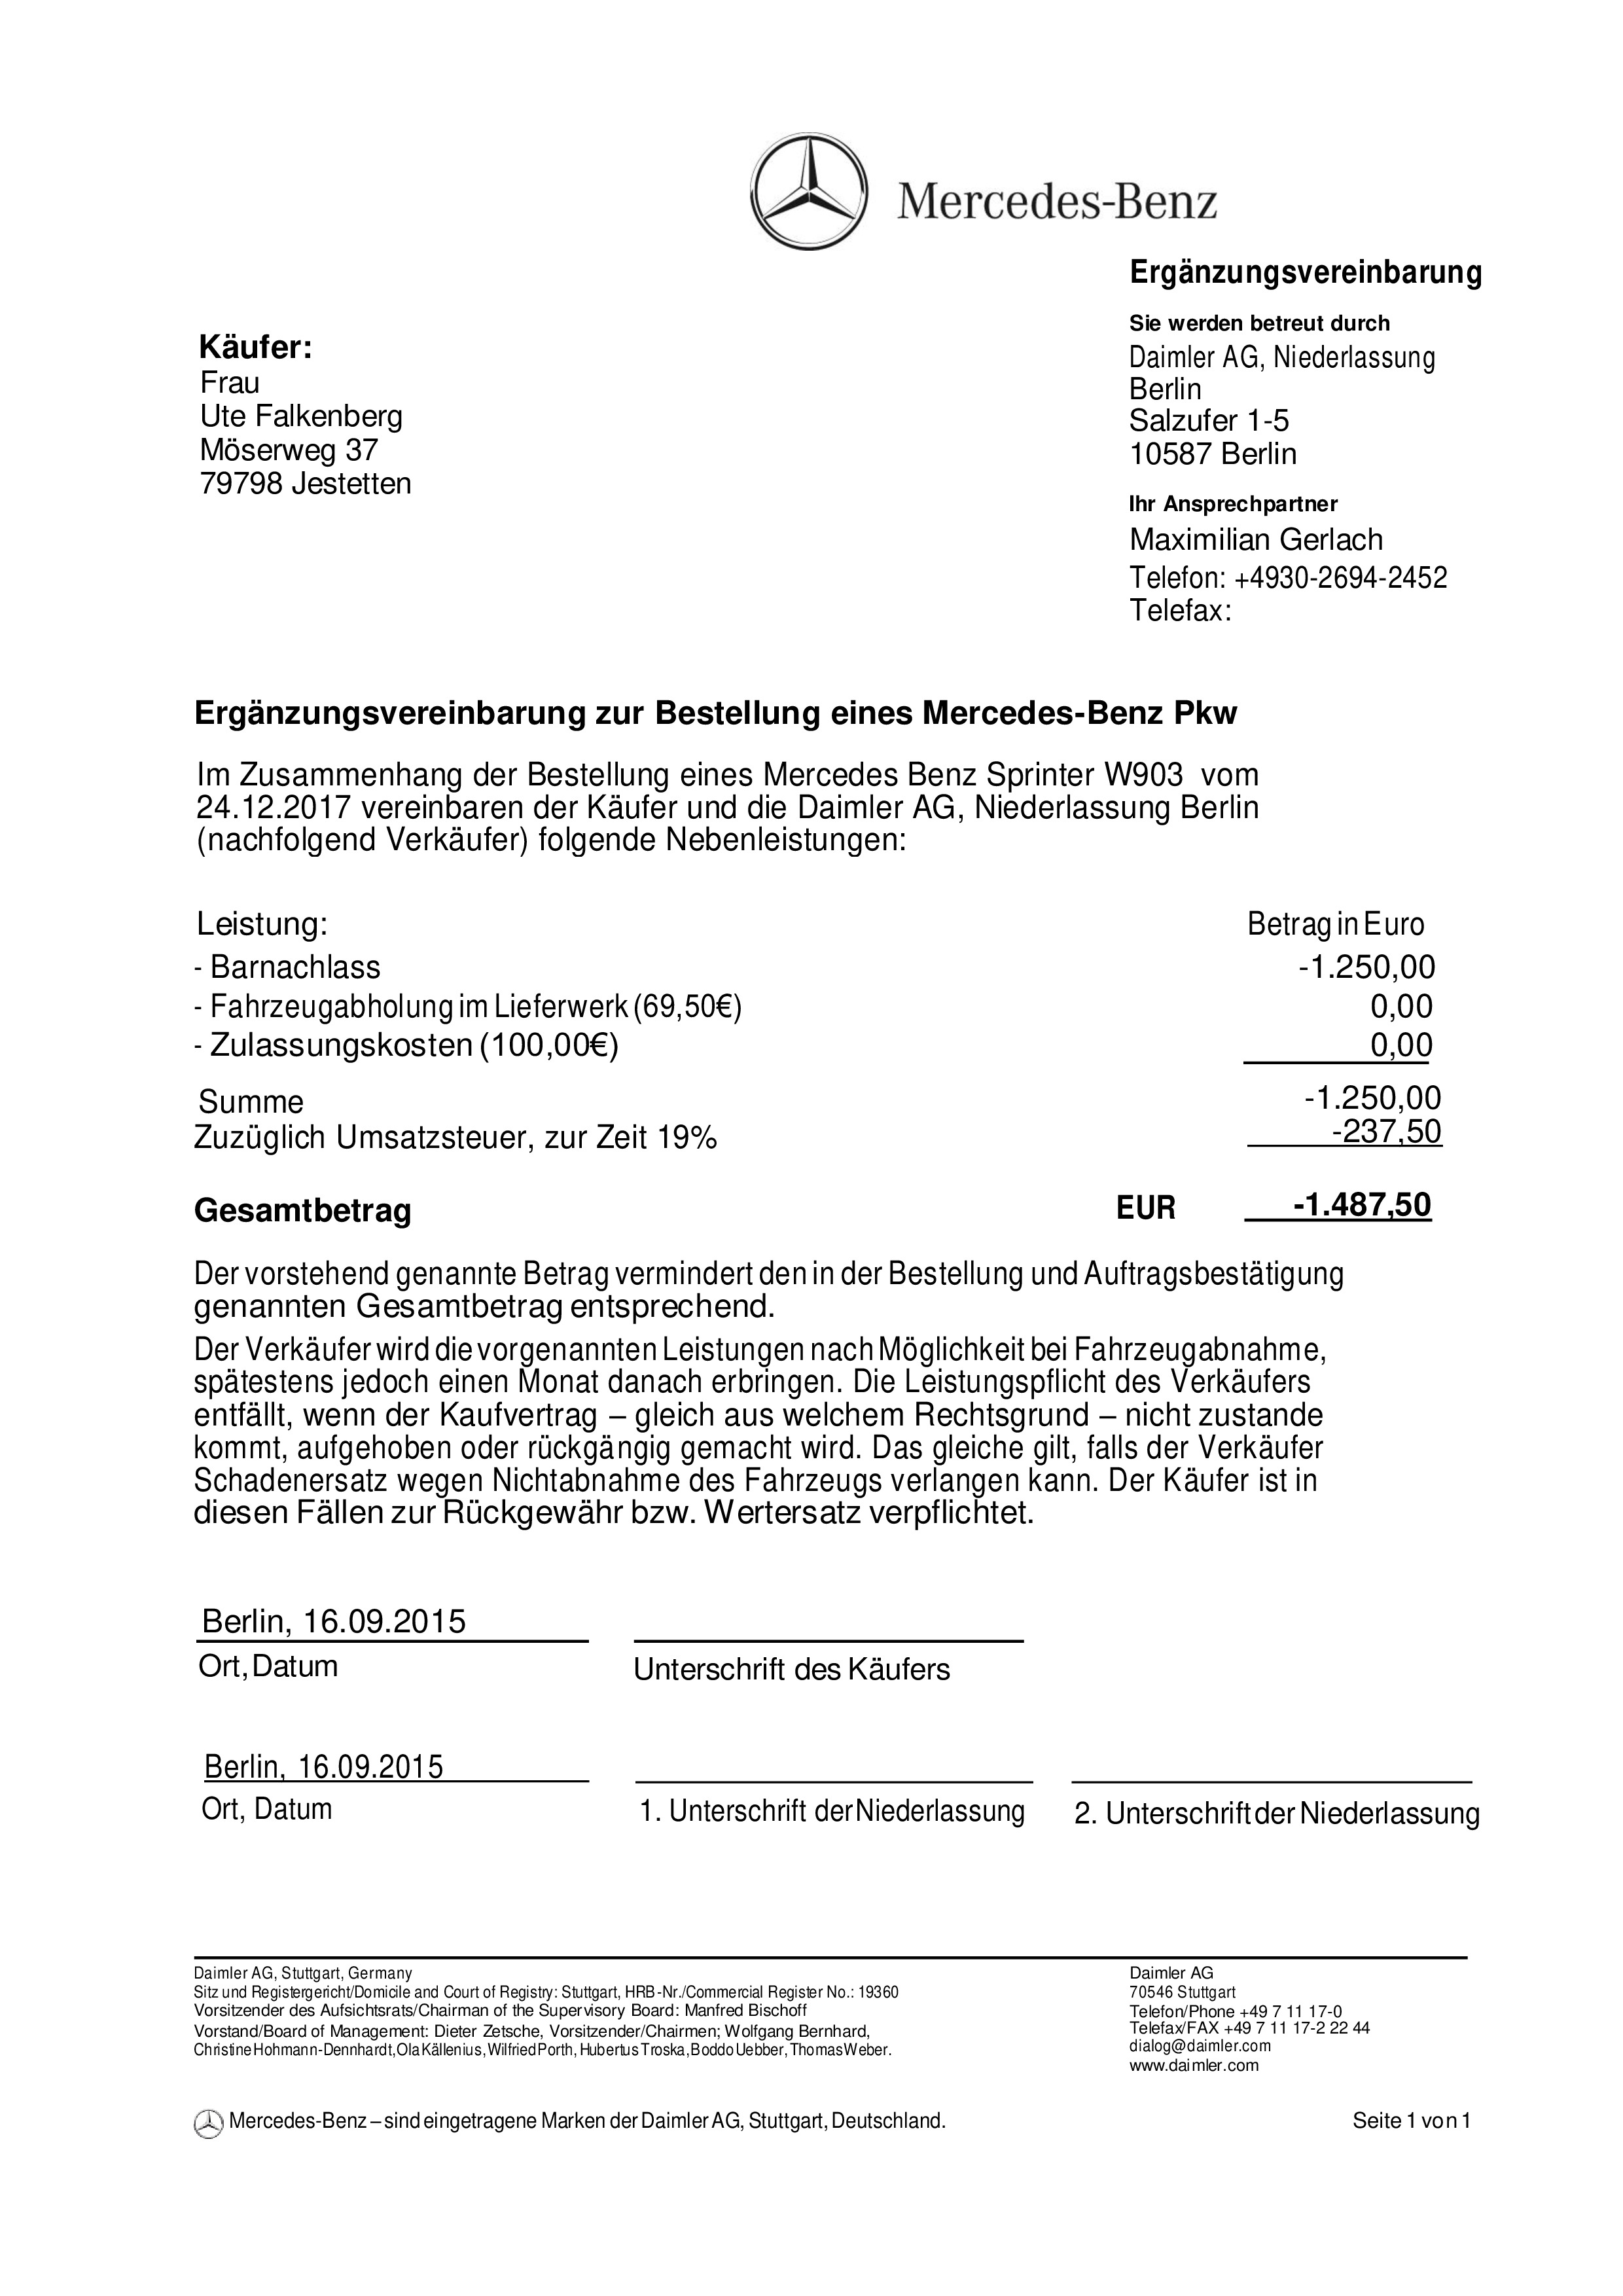 Mercedes-Benz
Ergänzungsvereinbarung
Sie werden betreut durch
Daimler AG, Niederlassung
Berlin
Salzufer 1-5
10587 Berlin
Ihr Ansprechpartner
Maximilian Gerlach
Telefon: +4930-2694-2452
Telefax:
Käufer:
Frau
Ute Falkenberg
Möserweg 37
79798 Jestetten
Ergänzungsvereinbarung zur Bestellung eines Mercedes-Benz Pkw
Im Zusammenhang der Bestellung eines Mercedes Benz Sprinter W903 vom
24.12.2017 vereinbaren der Käufer und die Daimler AG, Niederlassung Berlin
(nachfolgend Verkäufer) folgende Nebenleistungen:
Leistung: Betrag in Euro
- Barnachlass -1.250,00
- Fahrzeugabholung im Lieferwerk (69,50€) 0,00
- Zulassungskosten (100,00€) 0,00
Summe -1.250,00
Zuzüglich Umsatzsteuer, zur Zeit 19% -237,50
Gesamtbetrag EUR -1.487,50
Der vorstehend genannte Betrag vermindert den in der Bestellung und Auftragsbestätigung
genannten Gesamtbetrag entsprechend.
Der Verkäufer wird die vorgenannten Leistungen nach Möglichkeit bei Fahrzeugabnahme,
spätestens jedoch einen Monat danach erbringen. Die Leistungspflicht des Verkäufers
entfällt, wenn der Kaufvertrag – gleich aus welchem Rechtsgrund – nicht zustande
kommt, aufgehoben oder rückgängig gemacht wird. Das gleiche gilt, falls der Verkäufer
Schadenersatz wegen Nichtabnahme des Fahrzeugs verlangen kann. Der Käufer ist in
diesen Fällen zur Rückgewähr bzw. Wertersatz verpflichtet.
Berlin, 16.09.2015
Ort, Datum Unterschrift des Käufers
Berlin, 16.09.2015
Ort, Datum 1. Unterschrift der Niederlassung 2. Unterschrift der Niederlassung
Daimler AG, Stuttgart, Germany
Sitz und Registergericht/Domicile and Court of Registry: Stuttgart, HRB-Nr./Commercial Register No.: 19360
Vorsitzender des Aufsichtsrats/Chairman of the Supervisory Board: Manfred Bischoff
Vorstand/Board of Management: Dieter Zetsche, Vorsitzender/Chairmen; Wolfgang Bernhard,
Christine Hohmann-Dennhardt, Ola Källenius, Wilfried Porth, Hubertus Troska, Boddo Uebber, Thomas Weber.
Daimler AG
70546 Stuttgart
Telefon/Phone +49 7 11 17-0
Telefax/FAX +49 7 11 17-2 22 44
dialog@daimler.com
www.daimler.com
Mercedes-Benz – sind eingetragene Marken der Daimler AG, Stuttgart, Deutschland. Seite 1 von 1